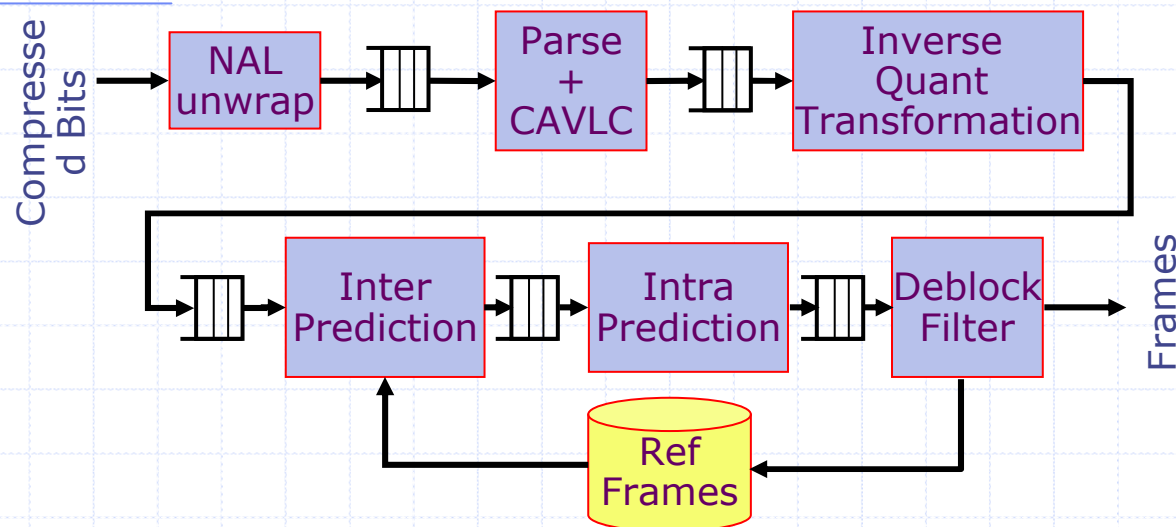 Compresse
d Bits
NAL
unwrap
Parse
+
CAVLC
Inverse
Quant
Transformation
Inter
Prediction
Intra
Prediction
Deblock
Filter
Frames
Ref
Frames